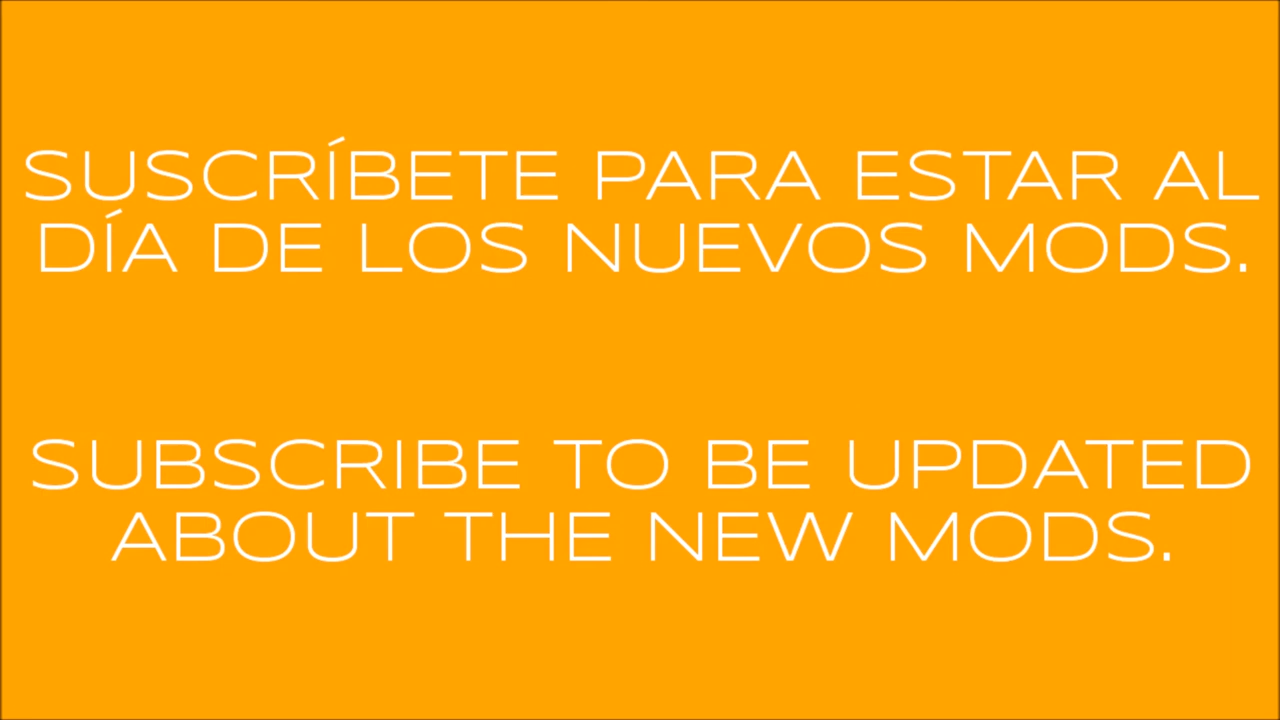 SUSCRÍBETE PARA ESTAR AL
DÍA DE LOS NUEVOS MODS.
SUBSCRIBE TO BE UPDATED
ABOUT THE NEW MODS.